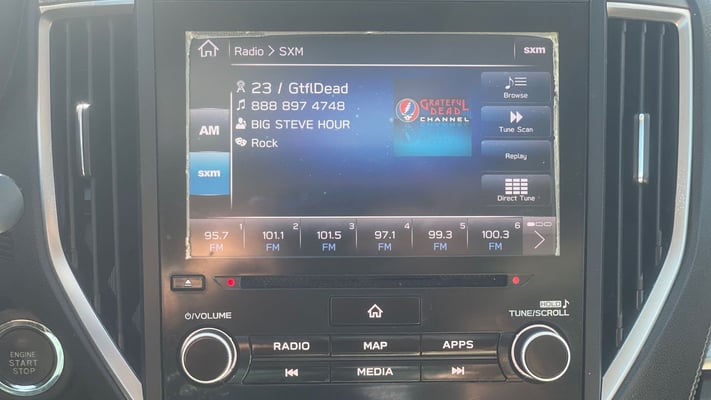 Radio > SXM
sxm
23 / GtflDead
888 897 4748
BIG STEVE HOUR
Rock
GRATEFUL
DEAD
CHANNEL
AM
sxm
Browse
Tune Scan
Replay
Direct Tune
95.7 1
FM
101.1 2
FM
101.5 3
FM
97.1 4
FM
99.3 5
FM
100.3 6
FM
VOLUME
HOLD
TUNE/SCROLL
RADIO MAP APPS
MEDIA
ENGINE
START
STOP